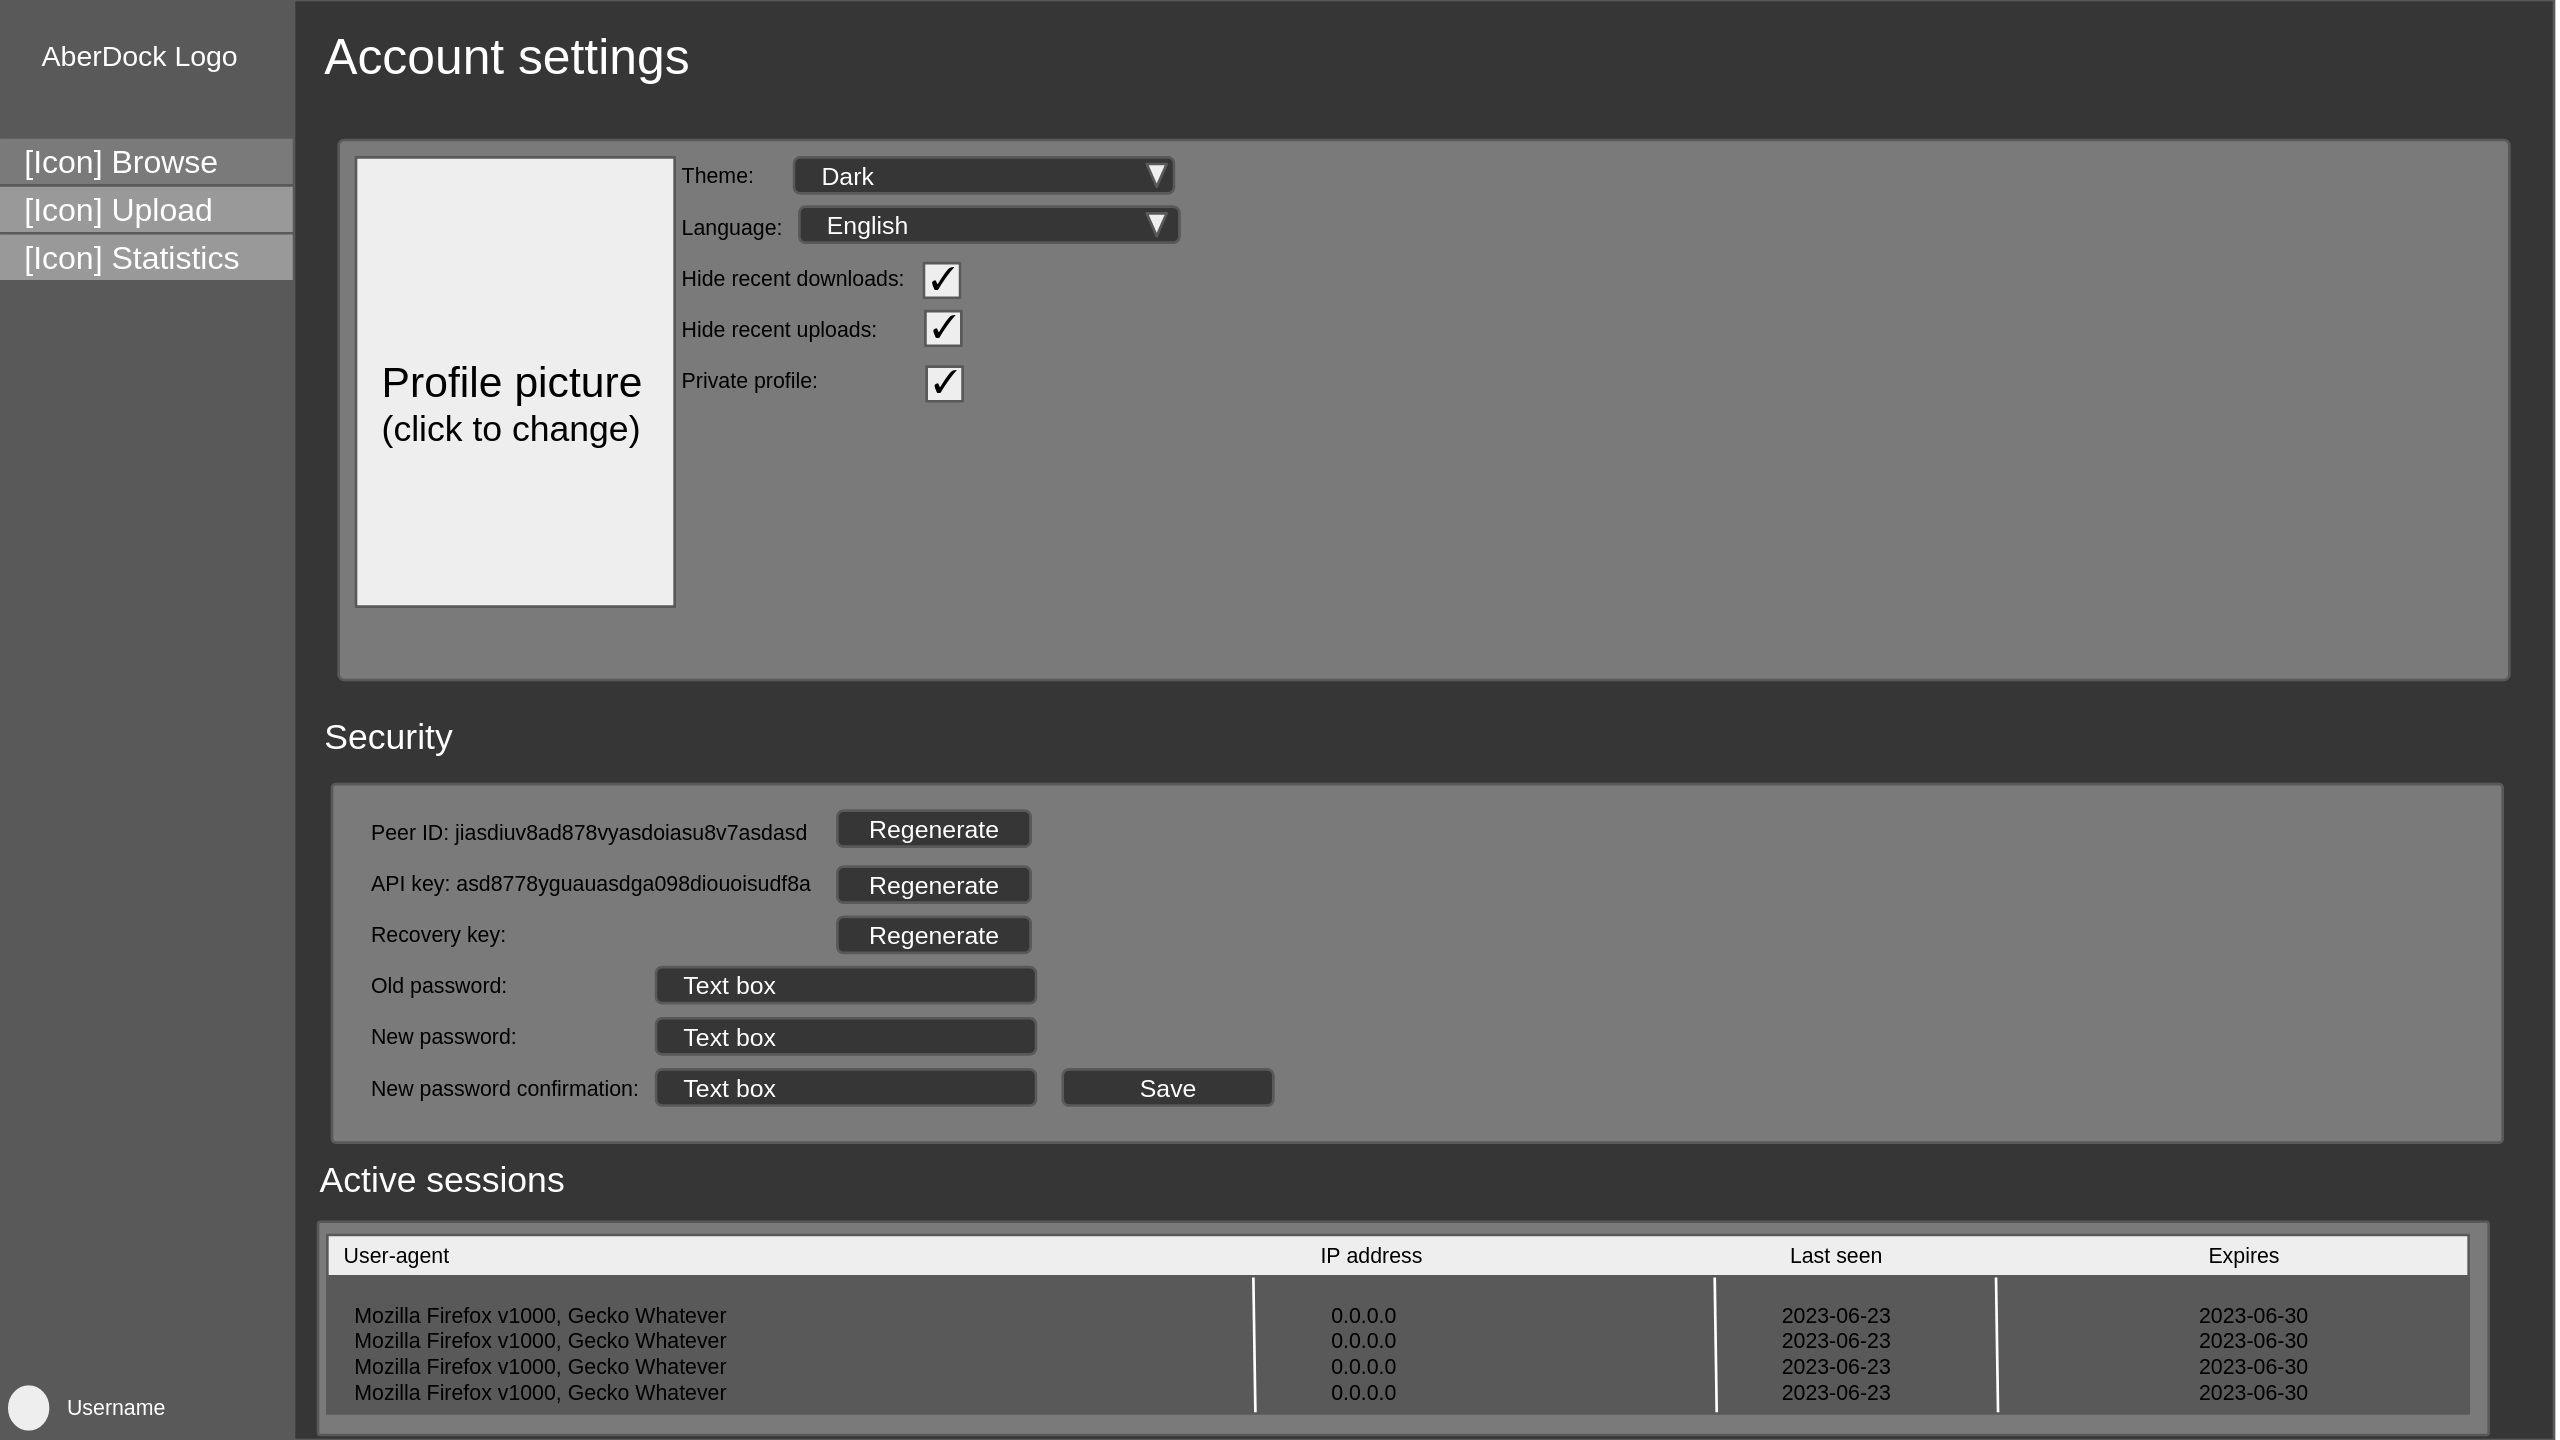 AberDock Logo
[Icon] Browse
[Icon] Upload
[Icon] Statistics
Username
Account settings
Profile picture
(click to change)
Theme: Dark
Language: English
Hide recent downloads: ✓
Hide recent uploads: ✓
Private profile: ✓
Security
Peer ID: jiasdiuv8ad878vyasdoiasu8v7asdasd Regenerate
API key: asd8778yguauasdga098diouoisudf8a Regenerate
Recovery key: Regenerate
Old password: Text box
New password: Text box
New password confirmation: Text box Save
Active sessions
User-agent IP address Last seen Expires
Mozilla Firefox v1000, Gecko Whatever 0.0.0.0 2023-06-23 2023-06-30
Mozilla Firefox v1000, Gecko Whatever 0.0.0.0 2023-06-23 2023-06-30
Mozilla Firefox v1000, Gecko Whatever 0.0.0.0 2023-06-23 2023-06-30
Mozilla Firefox v1000, Gecko Whatever 0.0.0.0 2023-06-23 2023-06-30